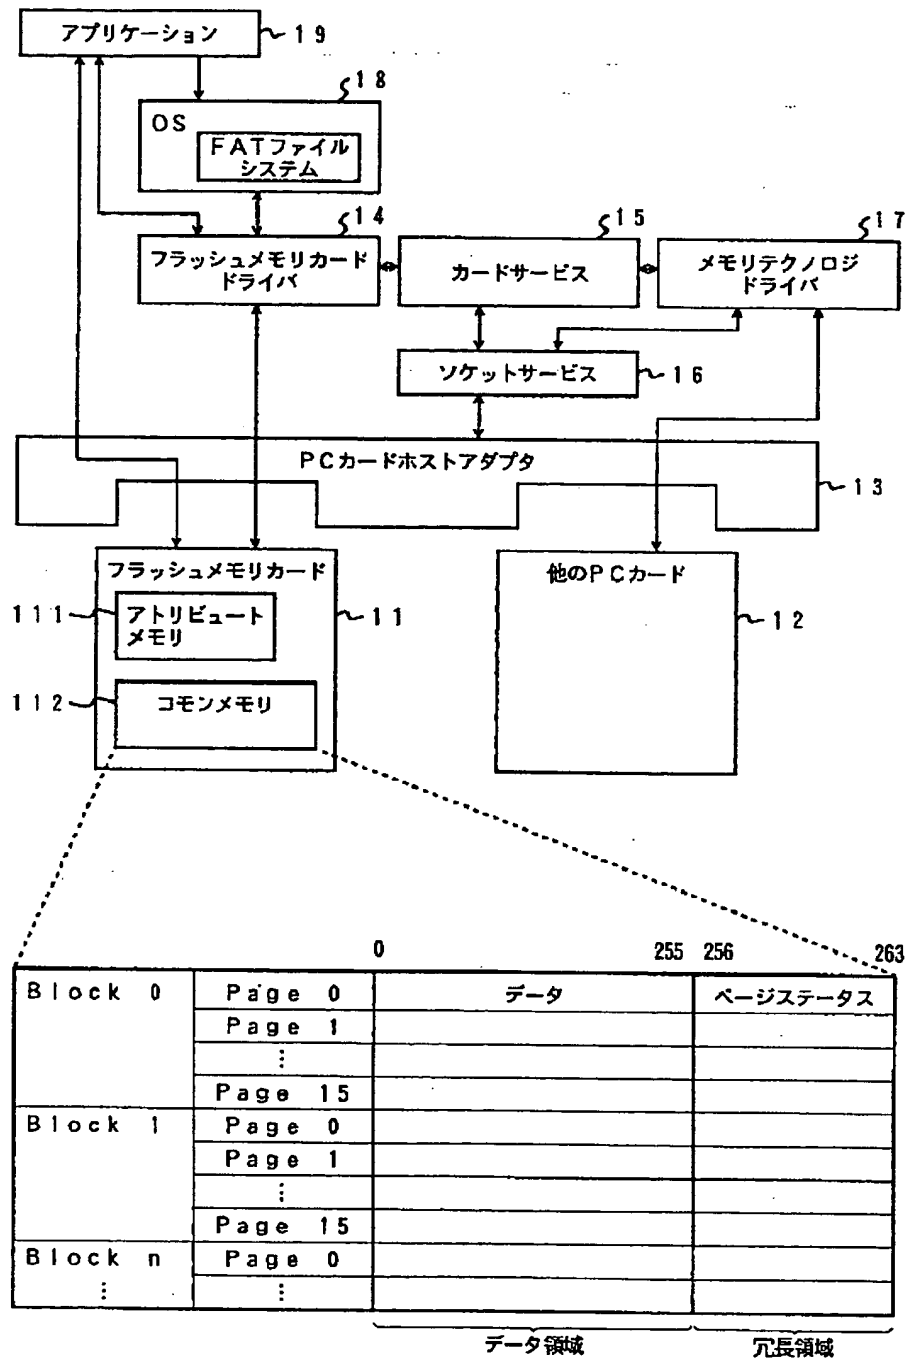 アプリケーション
19
18
OS
FATファイル
システム
14
フラッシュメモリカード
ドライバ
15
カードサービス
17
メモリテクノロジ
ドライバ
ソケットサービス
16
PCカードホストアダプタ
13
フラッシュメモリカード
11
111
アトリビュート
メモリ
112
コモンメモリ
他のPCカード
12
0 255 256 263
Block 0 Page 0 データ ページステータス
Page 1
⋮
Page 15
Block 1 Page 0
Page 1
⋮
Page 15
Block n Page 0
⋮ ⋮
データ領域 冗長領域